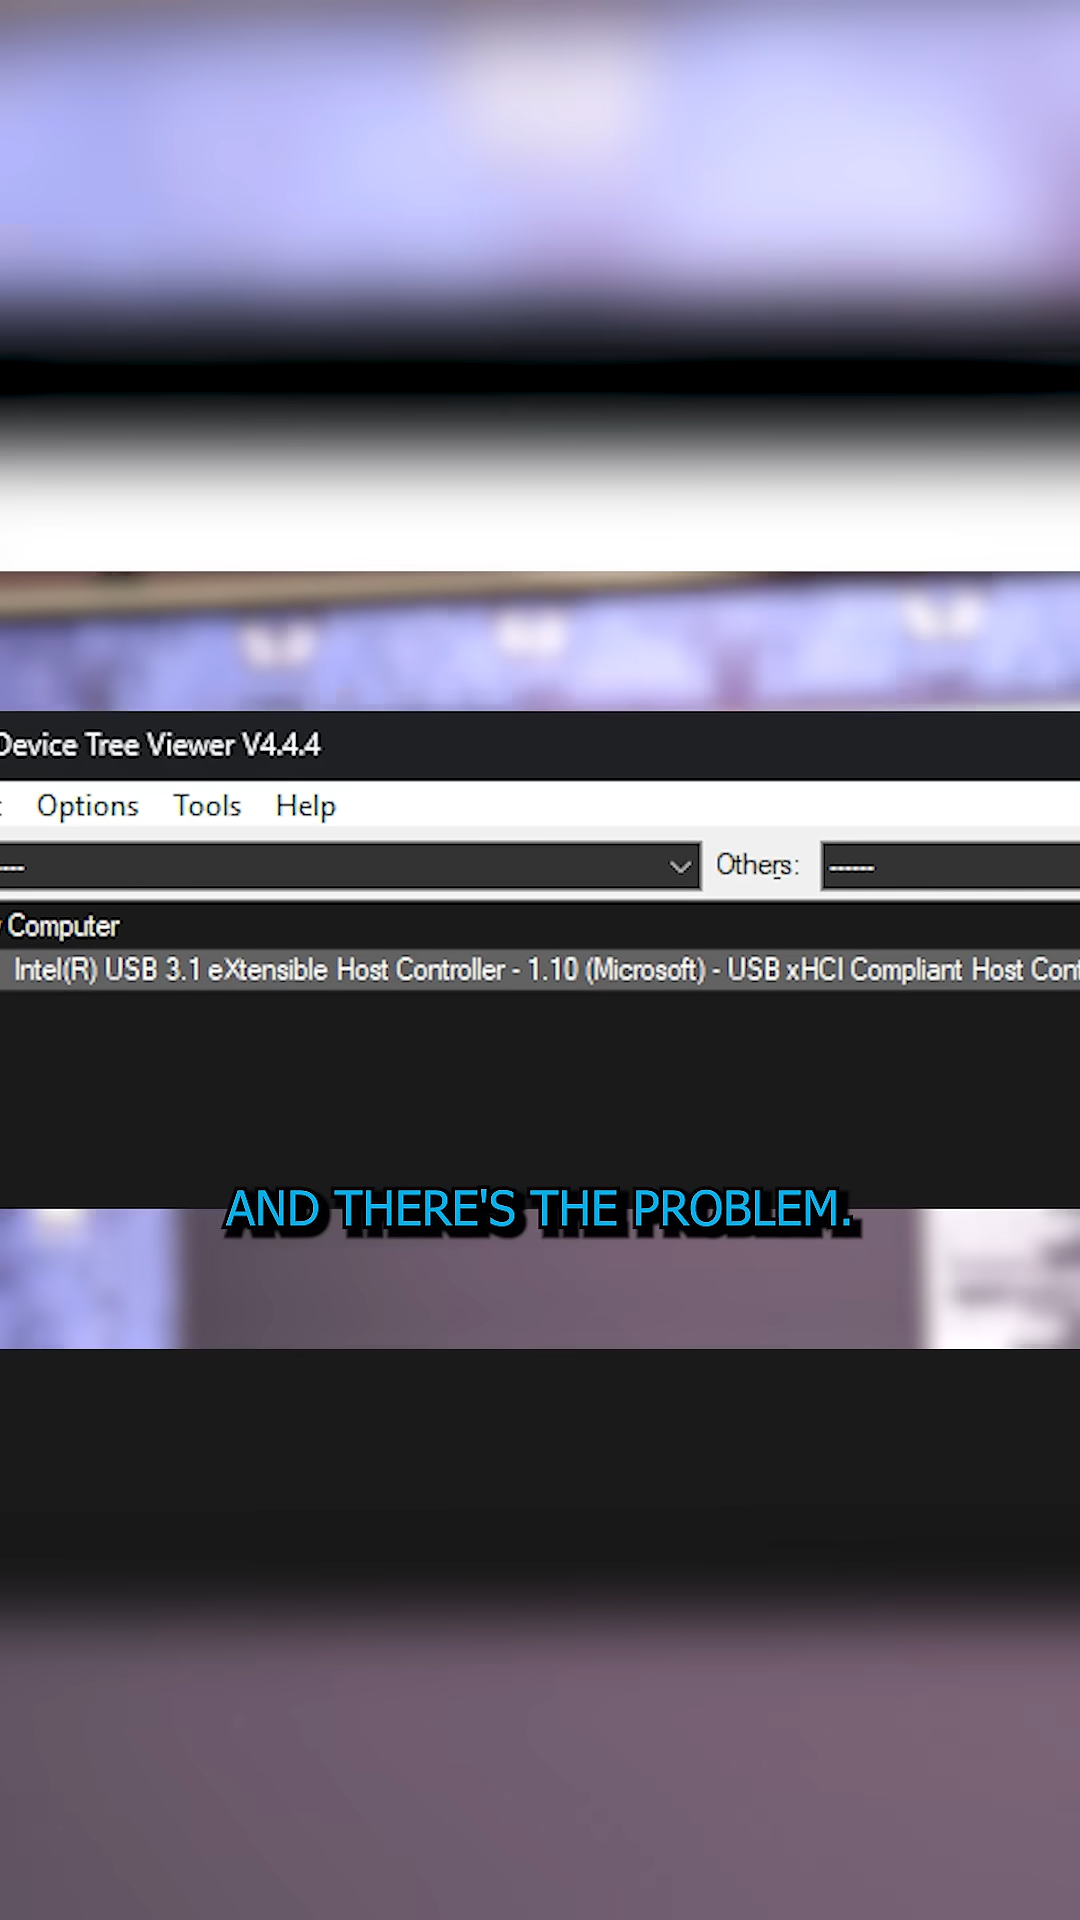 Device Tree Viewer V4.4.4
Options Tools Help
---- Others: ------
Computer
Intel(R) USB 3.1 eXtensible Host Controller - 1.10 (Microsoft) - USB xHCI Compliant Host Cont
AND THERE'S THE PROBLEM.